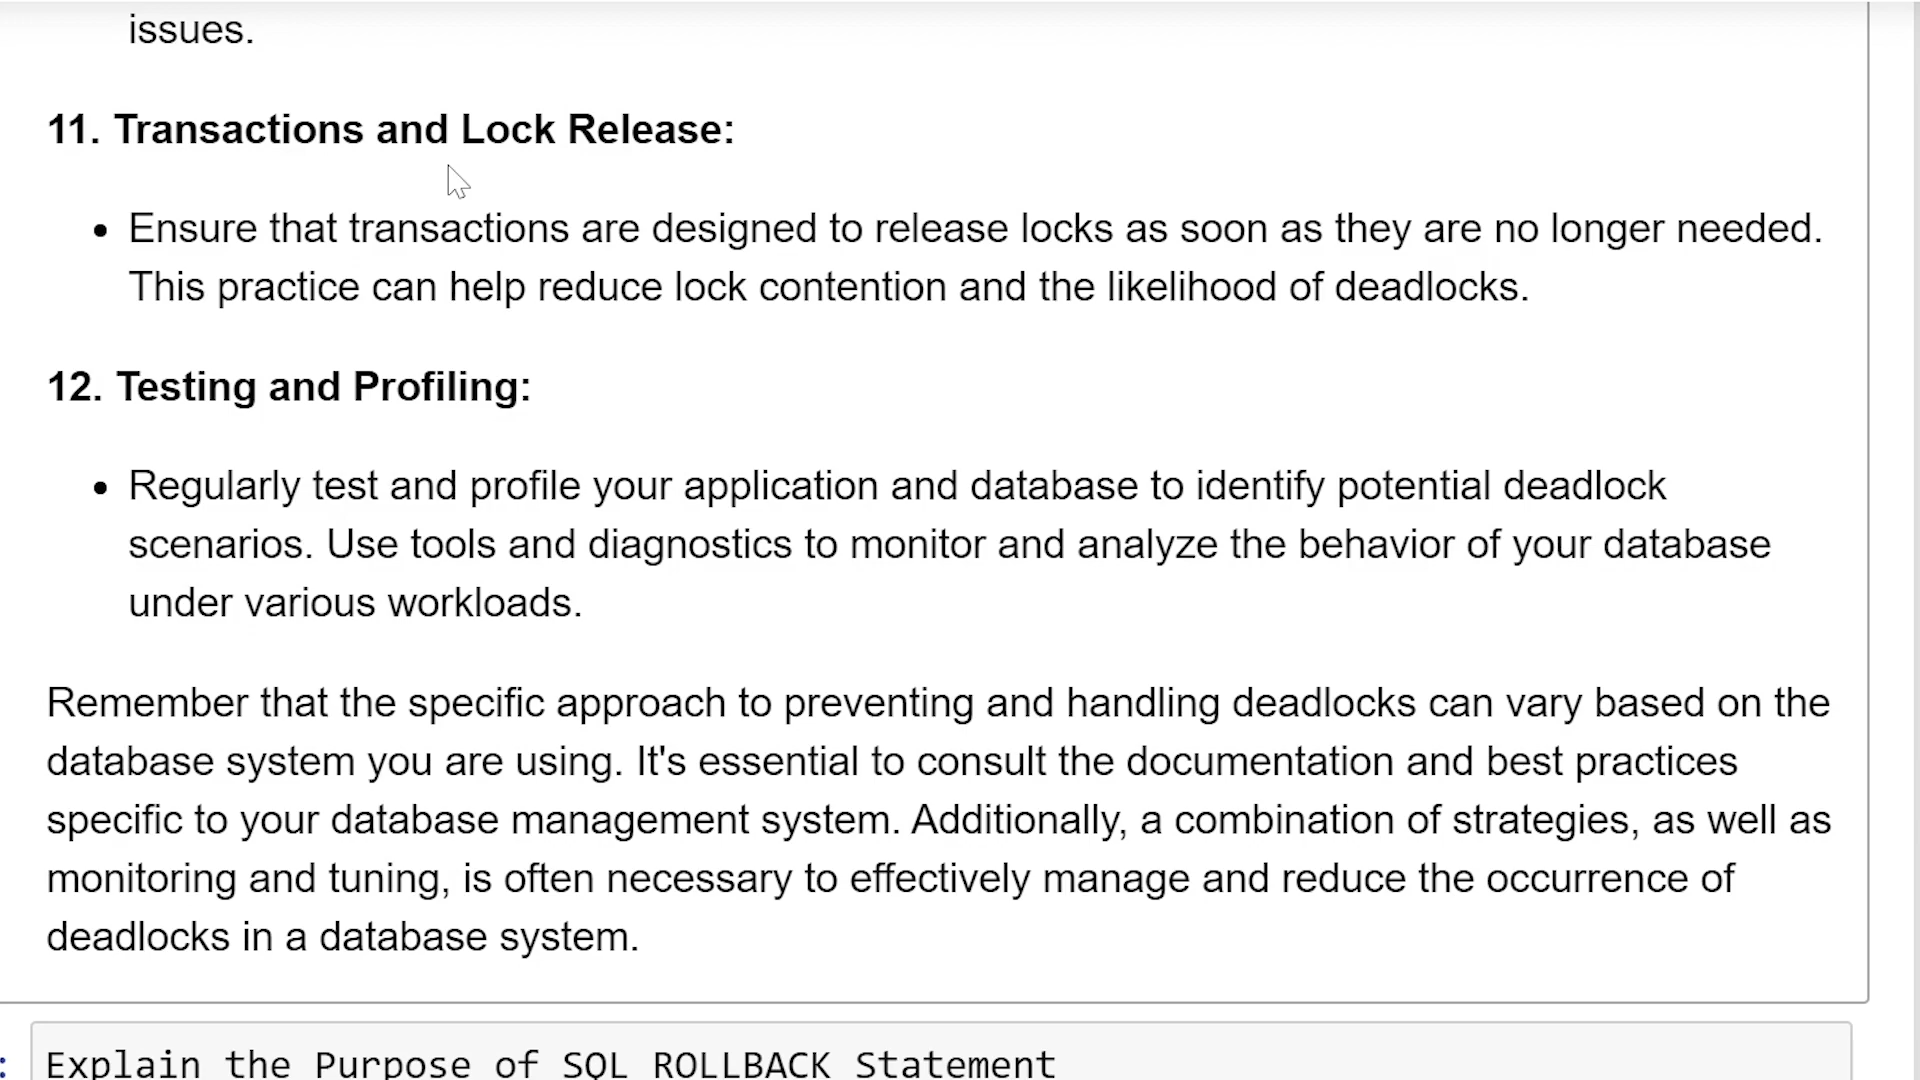 issues.
11. Transactions and Lock Release:
• Ensure that transactions are designed to release locks as soon as they are no longer needed.
This practice can help reduce lock contention and the likelihood of deadlocks.
12. Testing and Profiling:
• Regularly test and profile your application and database to identify potential deadlock
scenarios. Use tools and diagnostics to monitor and analyze the behavior of your database
under various workloads.
Remember that the specific approach to preventing and handling deadlocks can vary based on the
database system you are using. It's essential to consult the documentation and best practices
specific to your database management system. Additionally, a combination of strategies, as well as
monitoring and tuning, is often necessary to effectively manage and reduce the occurrence of
deadlocks in a database system.
: Explain the Purpose of SQL ROLLBACK Statement